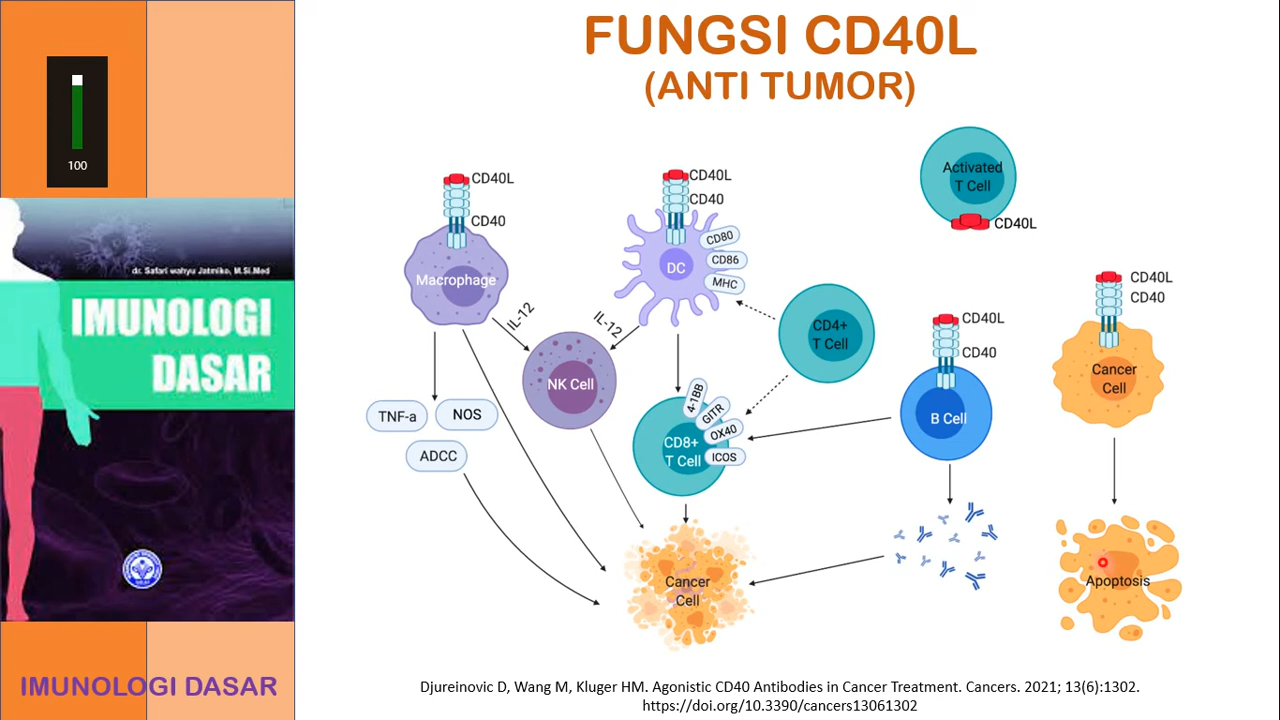 FUNGSI CD40L
(ANTI TUMOR)
100
dr. Safari wahyu Jatmiko, M.Si.Med
IMUNOLOGI
DASAR
IMUNOLOGI DASAR
CD40L
CD40
Macrophage
IL-12
TNF-a
NOS
ADCC
CD40L
CD40
DC
CD80
CD86
MHC
IL-12
NK Cell
CD4+
T Cell
4-1BB
GITR
OX40
ICOS
CD8+
T Cell
Cancer
Cell
Activated
T Cell
CD40L
CD40L
CD40
B Cell
CD40L
CD40
Cancer
Cell
Apoptosis
Djureinovic D, Wang M, Kluger HM. Agonistic CD40 Antibodies in Cancer Treatment. Cancers. 2021; 13(6):1302.
https://doi.org/10.3390/cancers13061302